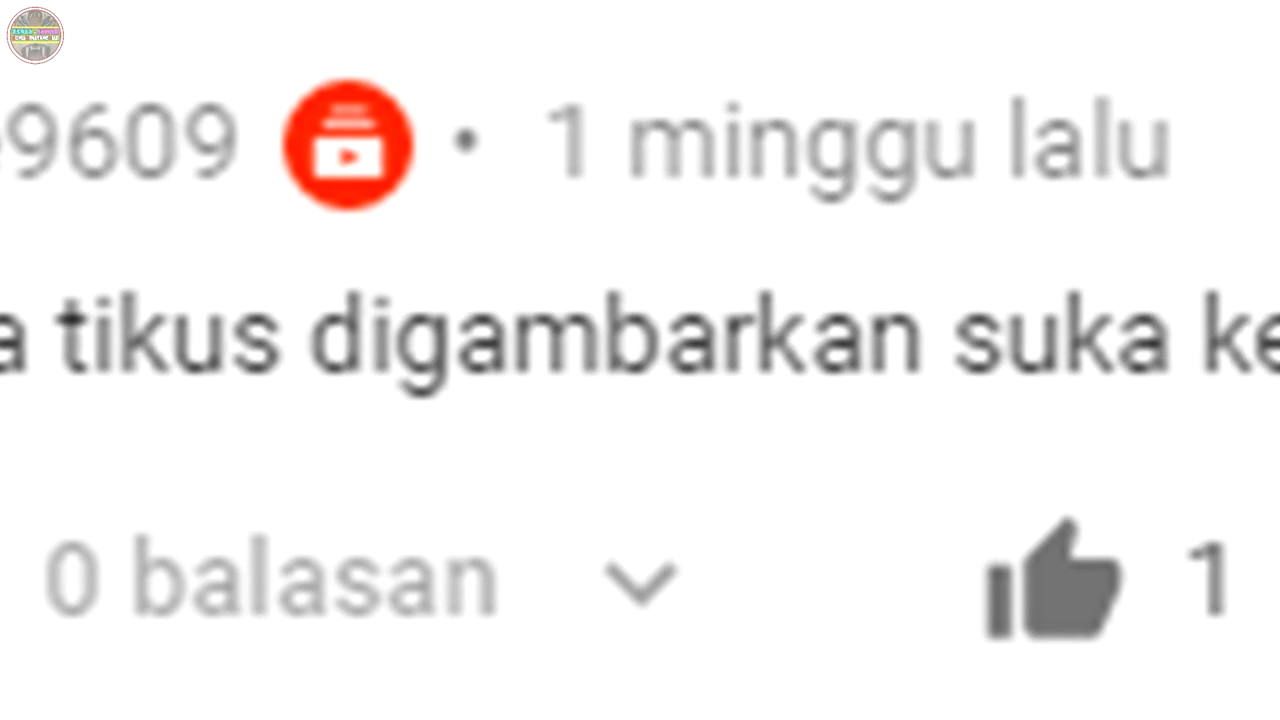 9609 • 1 minggu lalu
a tikus digambarkan suka ke
0 balasan 1